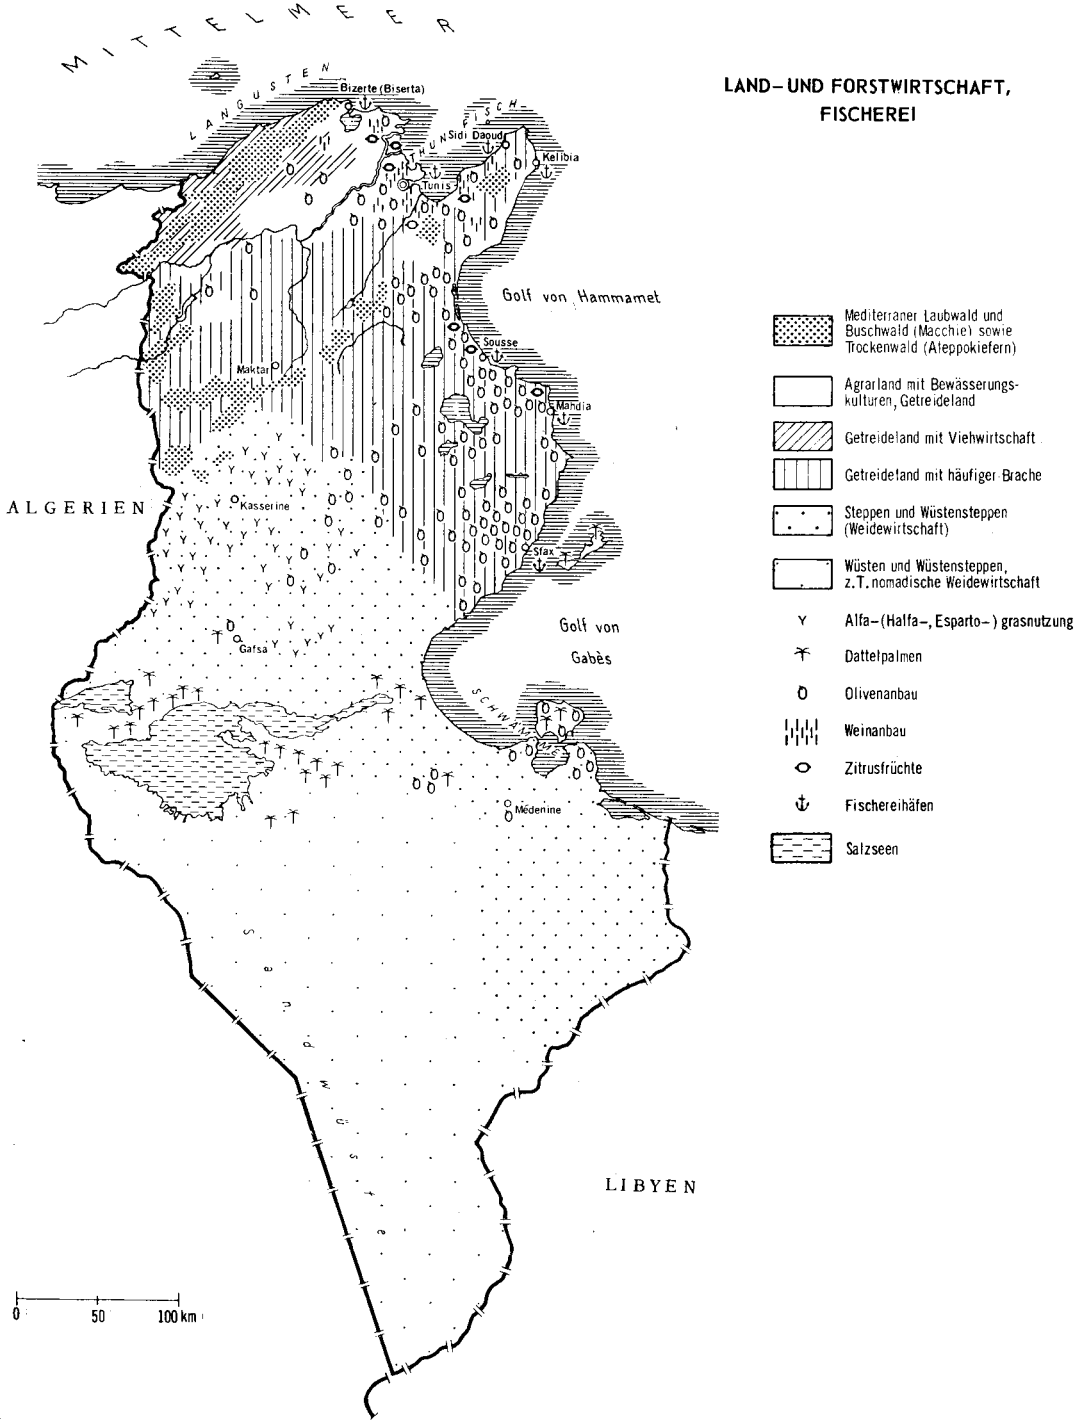 MITTELMEER
LAND-UND FORSTWIRTSCHAFT,
FISCHEREI
LANGUSTEN
Bizerte (Biserta)
THUNFISCH-
Sidi Daoud
Kelibia
Tunis
Golf von Hammamet
Sousse
Maktar
Mahdia
ALGERIEN
Kasserine
Sfax
Golf von
Gabès
Gafsa
SCHWÄMME
Médenine
Sandwüste
LIBYEN
0 50 100 km
Mediterraner Laubwald und
Buschwald (Macchie) sowie
Trockenwald (Ateppokiefern)
Agrarland mit Bewässerungs-
kulturen, Getreideland
Getreideland mit Viehwirtschaft
Getreideland mit häufiger Brache
Steppen und Wüstensteppen
(Weidewirtschaft)
Wüsten und Wüstensteppen,
z.T. nomadische Weidewirtschaft
Alfa-(Halfa-, Esparto-) grasnutzung
Dattelpalmen
Olivenanbau
Weinanbau
Zitrusfrüchte
Fischereihäfen
Salzseen